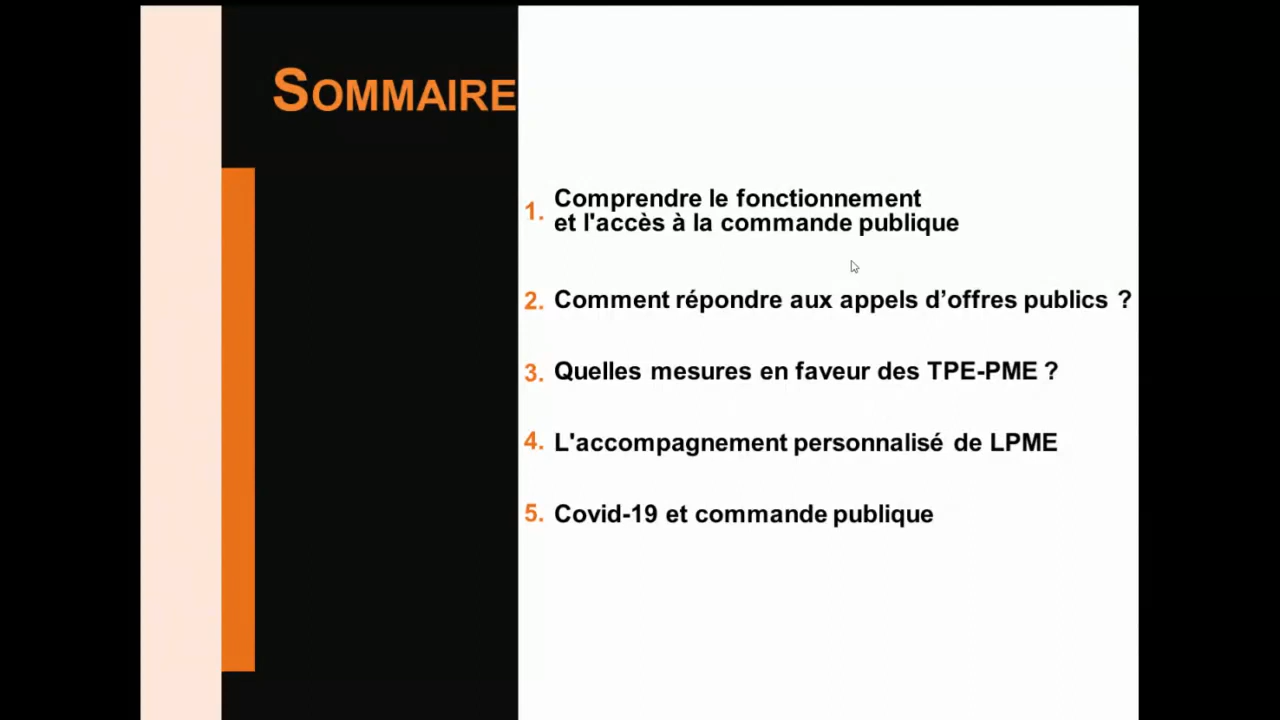 SOMMAIRE
1. Comprendre le fonctionnement
et l'accès à la commande publique
2. Comment répondre aux appels d’offres publics ?
3. Quelles mesures en faveur des TPE-PME ?
4. L'accompagnement personnalisé de LPME
5. Covid-19 et commande publique